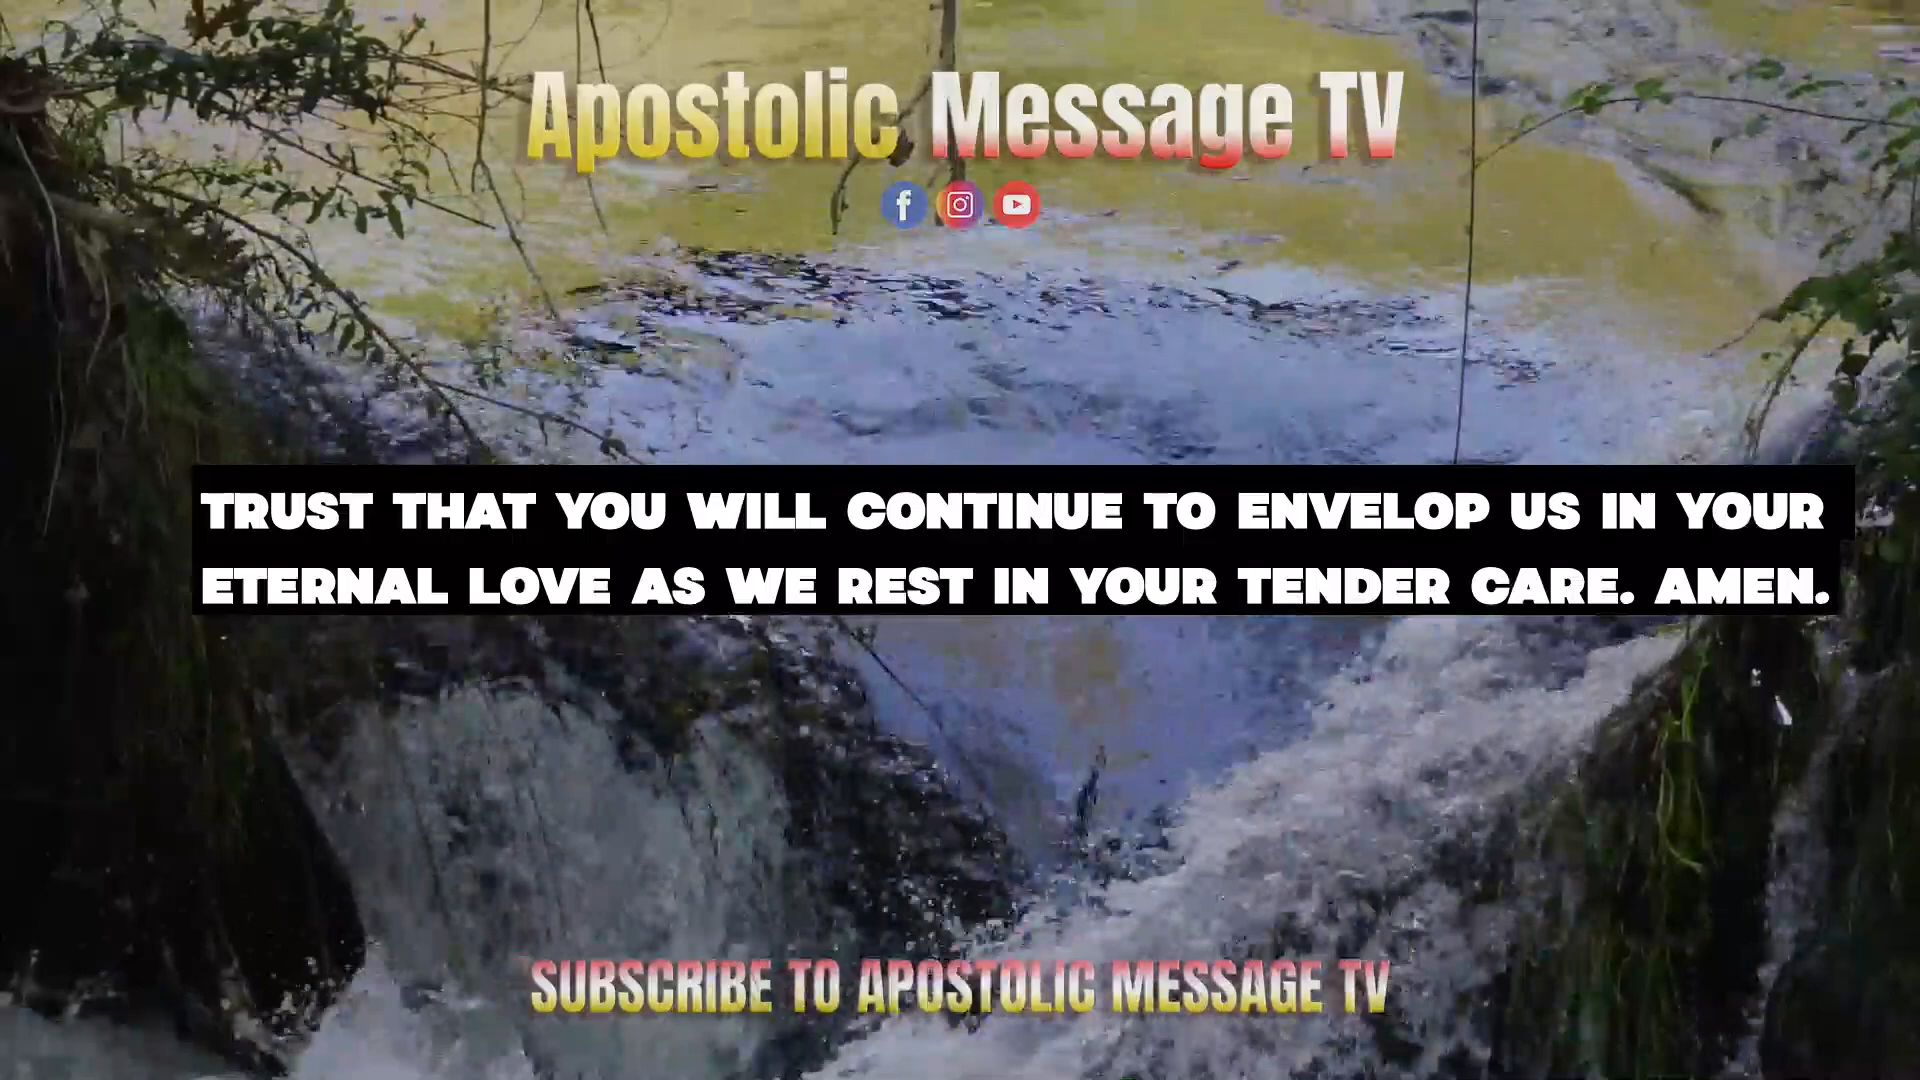 Apostolic Message TV
TRUST THAT YOU WILL CONTINUE TO ENVELOP US IN YOUR
ETERNAL LOVE AS WE REST IN YOUR TENDER CARE. AMEN.
SUBSCRIBE TO APOSTOLIC MESSAGE TV